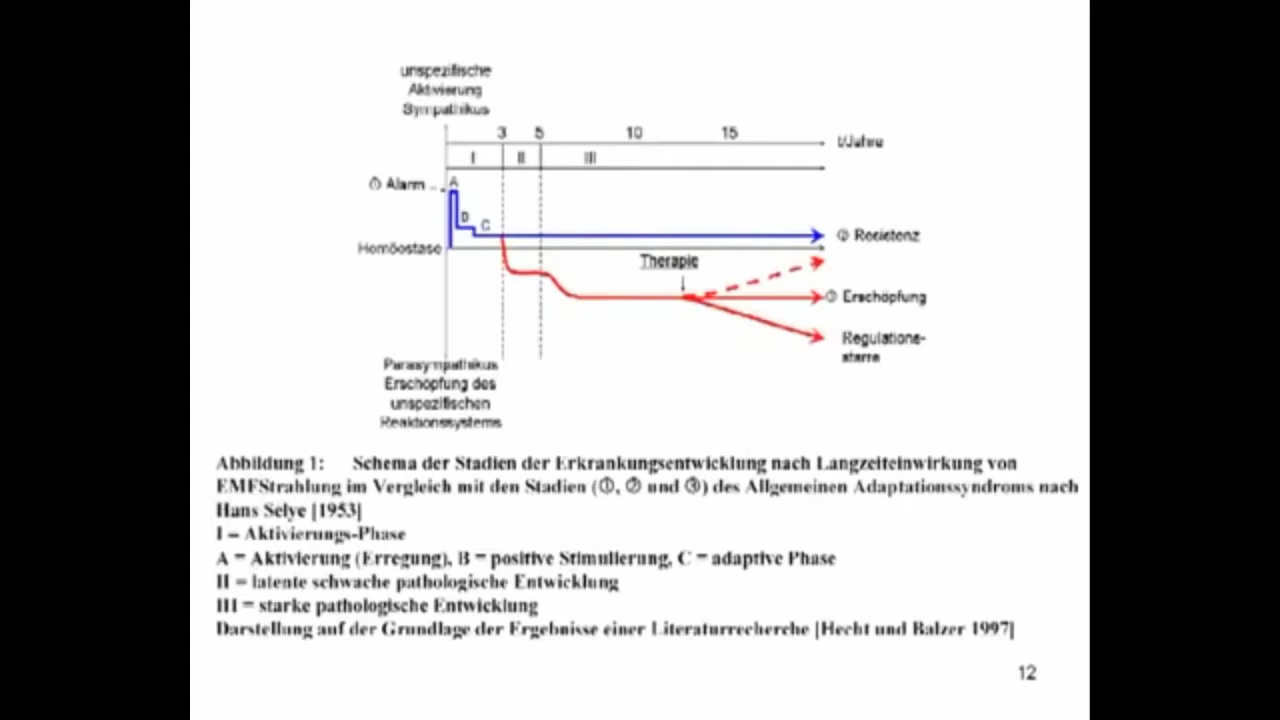 unspezifische
Aktivierung
Sympathikus
3 5 10 15
t/Jahre
I II III
① Alarm
A
B
C
② Resistenz
Homöostase
Therapie
③ Erschöpfung
Regulations-
starre
Parasympathikus
Erschöpfung des
unspezifischen
Reaktionssystems
Abbildung 1: Schema der Stadien der Erkrankungsentwicklung nach Langzeiteinwirkung von
EMFStrahlung im Vergleich mit den Stadien (①, ② und ③) des Allgemeinen Adaptationssyndroms nach
Hans Selye [1953]
I – Aktivierungs-Phase
A = Aktivierung (Erregung), B = positive Stimulierung, C = adaptive Phase
II = latente schwache pathologische Entwicklung
III = starke pathologische Entwicklung
Darstellung auf der Grundlage der Ergebnisse einer Literaturrecherche [Hecht und Balzer 1997]
12